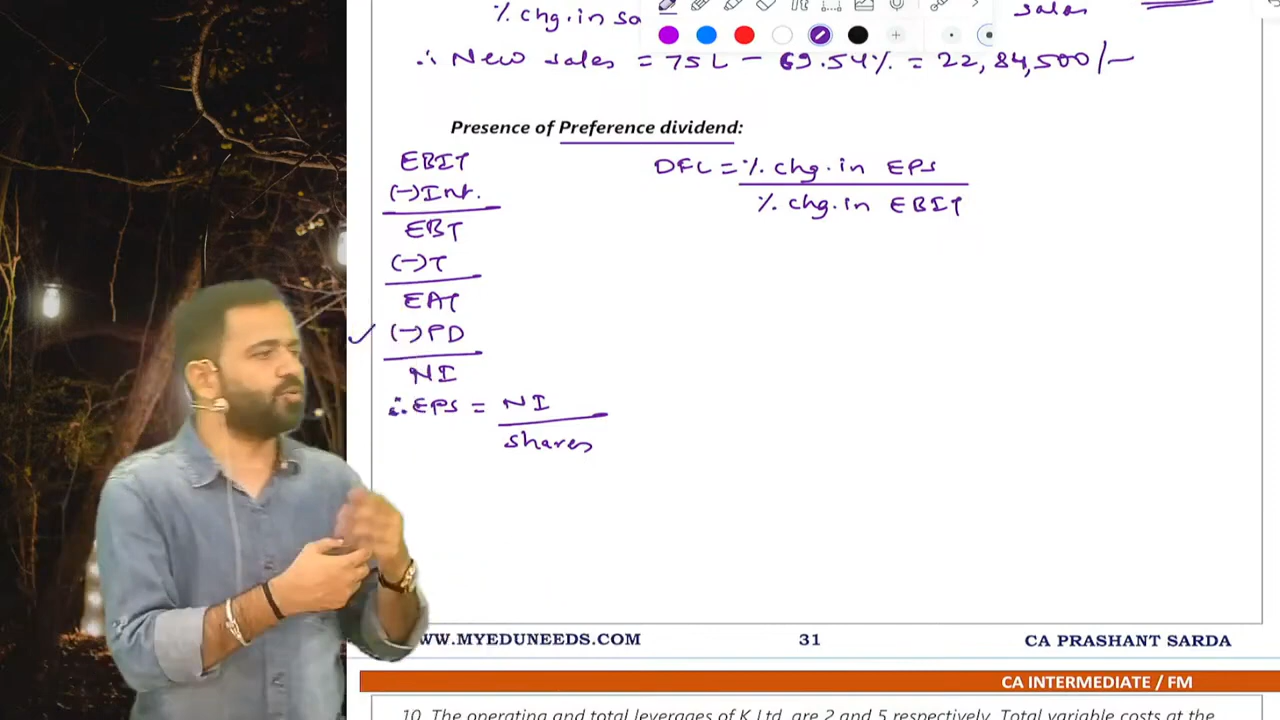 % chg.in sa
sales
∴ New sales = 75L - 69.54% = 22,84,500/-
Presence of Preference dividend:
EBIT
(-)Int.
EBT
(-)T
EAT
✓ (-)PD
NI
∴ EPS = NI
shares
DFL = % chg.in EPS
% chg.in EBIT
WWW.MYEDUNEEDS.COM 31 CA PRASHANT SARDA
CA INTERMEDIATE / FM
10. The operating and total leverages of K Ltd. are 2 and 5 respectively. Total variable costs at the